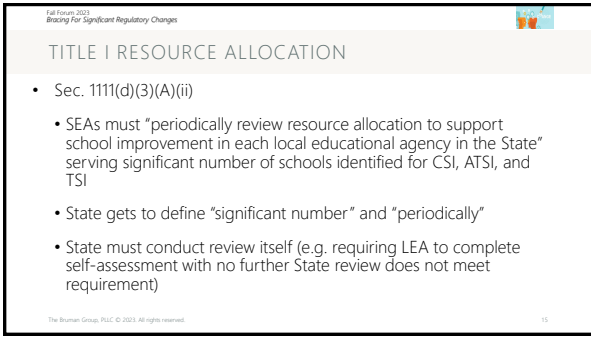 Fall Forum 2023
Bracing For Significant Regulatory Changes
TITLE I RESOURCE ALLOCATION
• Sec. 1111(d)(3)(A)(ii)
• SEAs must “periodically review resource allocation to support
school improvement in each local educational agency in the State”
serving significant number of schools identified for CSI, ATSI, and
TSI
• State gets to define “significant number” and “periodically”
• State must conduct review itself (e.g. requiring LEA to complete
self-assessment with no further State review does not meet
requirement)
The Bruman Group, PLLC © 2023. All rights reserved.
15